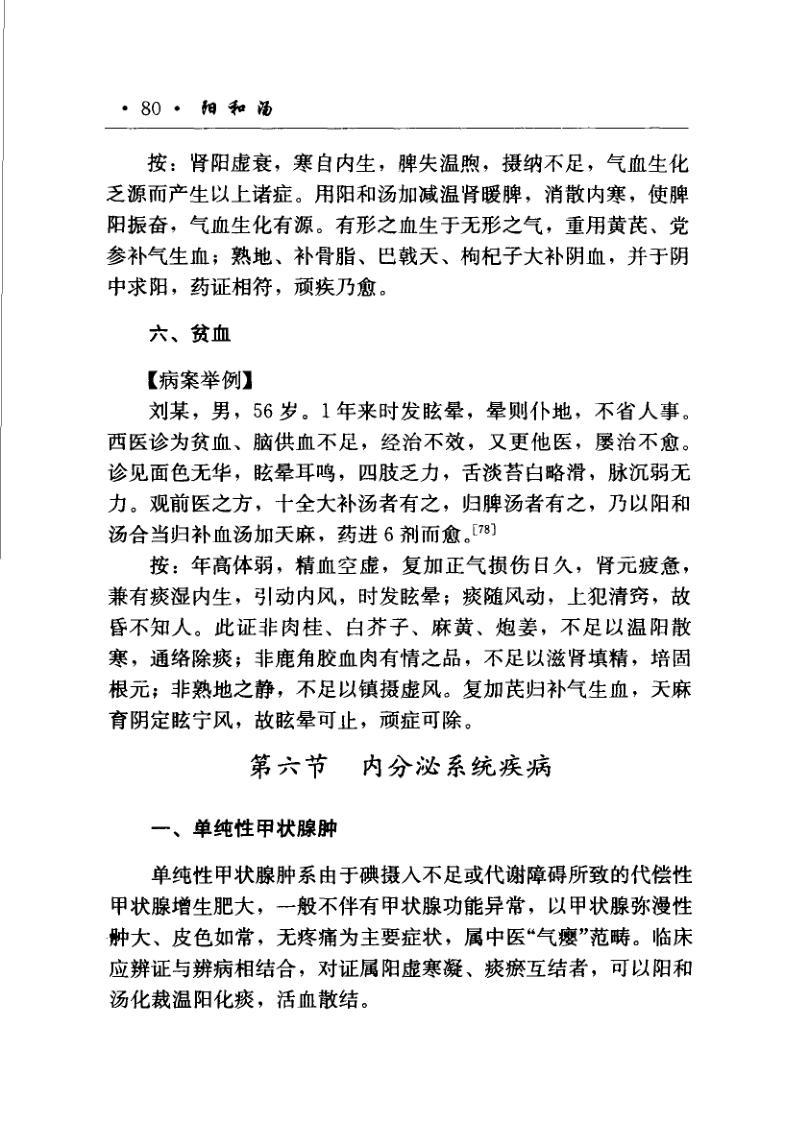 · 80 · 阳和汤
按：肾阳虚衰，寒自内生，脾失温煦，摄纳不足，气血生化
乏源而产生以上诸症。用阳和汤加减温肾暖脾，消散内寒，使脾
阳振奋，气血生化有源。有形之血生于无形之气，重用黄芪、党
参补气生血；熟地、补骨脂、巴戟天、枸杞子大补阴血，并于阴
中求阳，药证相符，顽疾乃愈。
六、贫血
【病案举例】
刘某，男，56 岁。1 年来时发眩晕，晕则仆地，不省人事。
西医诊为贫血、脑供血不足，经治不效，又更他医，屡治不愈。
诊见面色无华，眩晕耳鸣，四肢乏力，舌淡苔白略滑，脉沉弱无
力。观前医之方，十全大补汤者有之，归脾汤者有之，乃以阳和
汤合当归补血汤加天麻，药进 6 剂而愈。[78]
按：年高体弱，精血空虚，复加正气损伤日久，肾元疲惫，
兼有痰湿内生，引动内风，时发眩晕；痰随风动，上犯清窍，故
昏不知人。此证非肉桂、白芥子、麻黄、炮姜，不足以温阳散
寒，通络除痰；非鹿角胶血肉有情之品，不足以滋肾填精，培固
根元；非熟地之静，不足以镇摄虚风。复加芪归补气生血，天麻
育阴定眩宁风，故眩晕可止，顽症可除。
第六节 内分泌系统疾病
一、单纯性甲状腺肿
单纯性甲状腺肿系由于碘摄入不足或代谢障碍所致的代偿性
甲状腺增生肥大，一般不伴有甲状腺功能异常，以甲状腺弥漫性
肿大、皮色如常，无疼痛为主要症状，属中医“气瘿”范畴。临床
应辨证与辨病相结合，对证属阳虚寒凝、痰瘀互结者，可以阳和
汤化裁温阳化痰，活血散结。